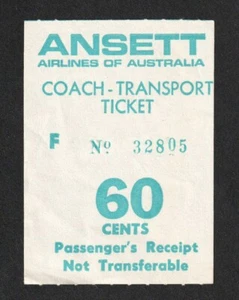 ANSETT
AIRLINES OF AUSTRALIA
COACH - TRANSPORT
TICKET
F Nº 32805
60
CENTS
Passenger's Receipt
Not Transferable